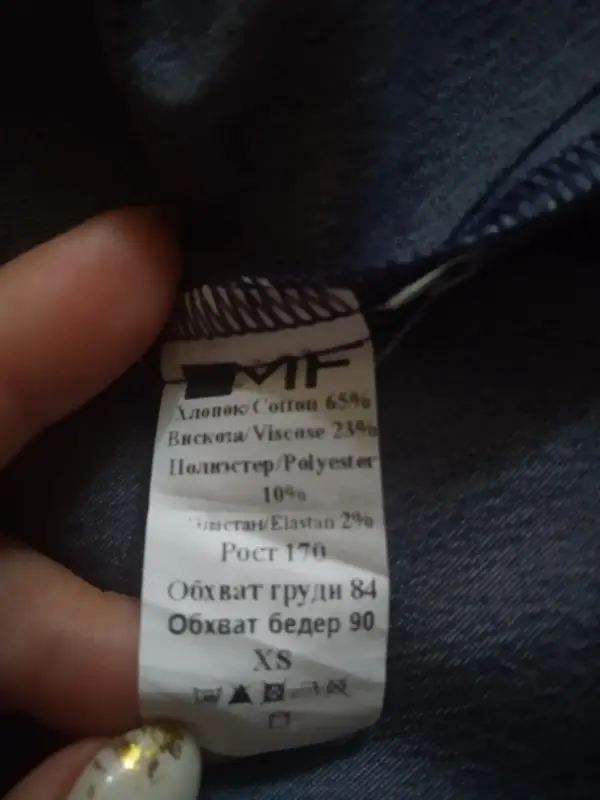 MF
Хлопок/Cotton 65%
Вискоза/Viscose 23%
Полиэстер/Polyester
10%
Эластан/Elastan 2%
Рост 170
Обхват груди 84
Обхват бедер 90
XS